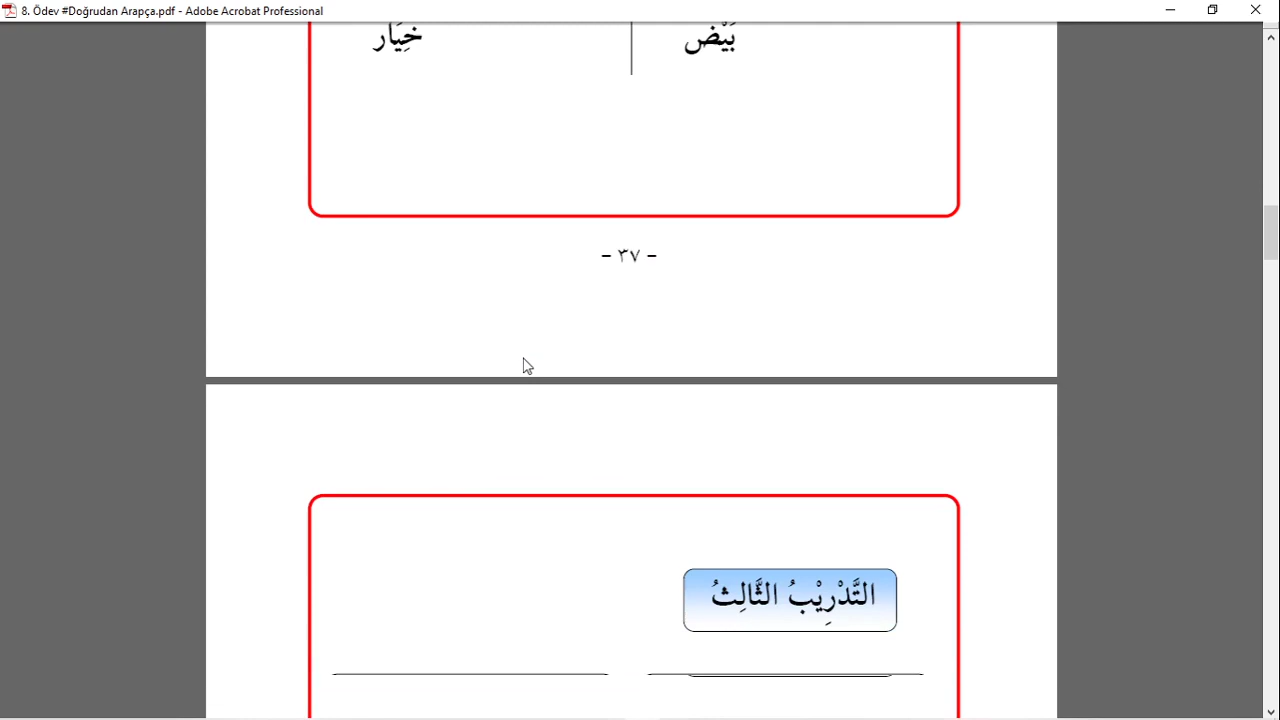 8. Ödev #Doğrudan Arapça.pdf - Adobe Acrobat Professional
بَيْض
خِيَار
- ٣٧ -
التَّدْرِيْبُ الثَّالِثُ